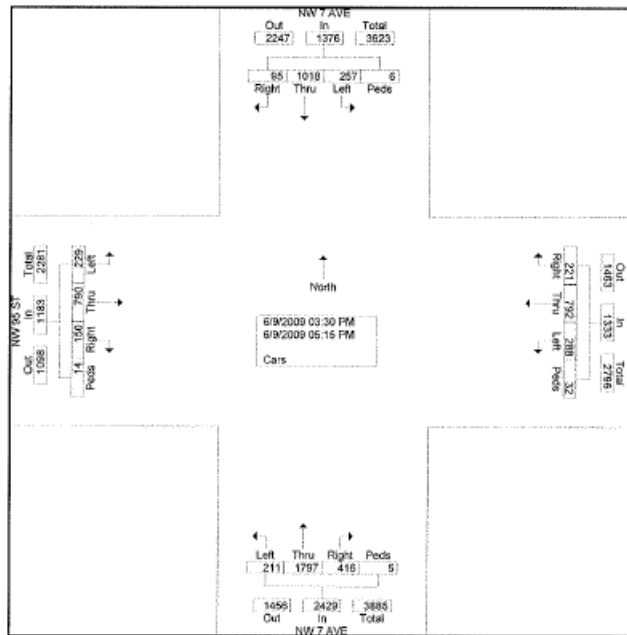 NW 7 AVE
Out In Total
2247 1376 3623
95 1018 257 6
Right Thru Left Peds
NW 95 ST
Out In Total
1098 1183 2281
14 150 790 229
Peds Right Thru Left
North
6/9/2009 03:30 PM
6/9/2009 05:15 PM
Cars
Out In Total
1463 1333 2796
221 792 288 32
Right Thru Left Peds
Left Thru Right Peds
211 1797 416 5
1456 2429 3885
Out In Total
NW 7 AVE